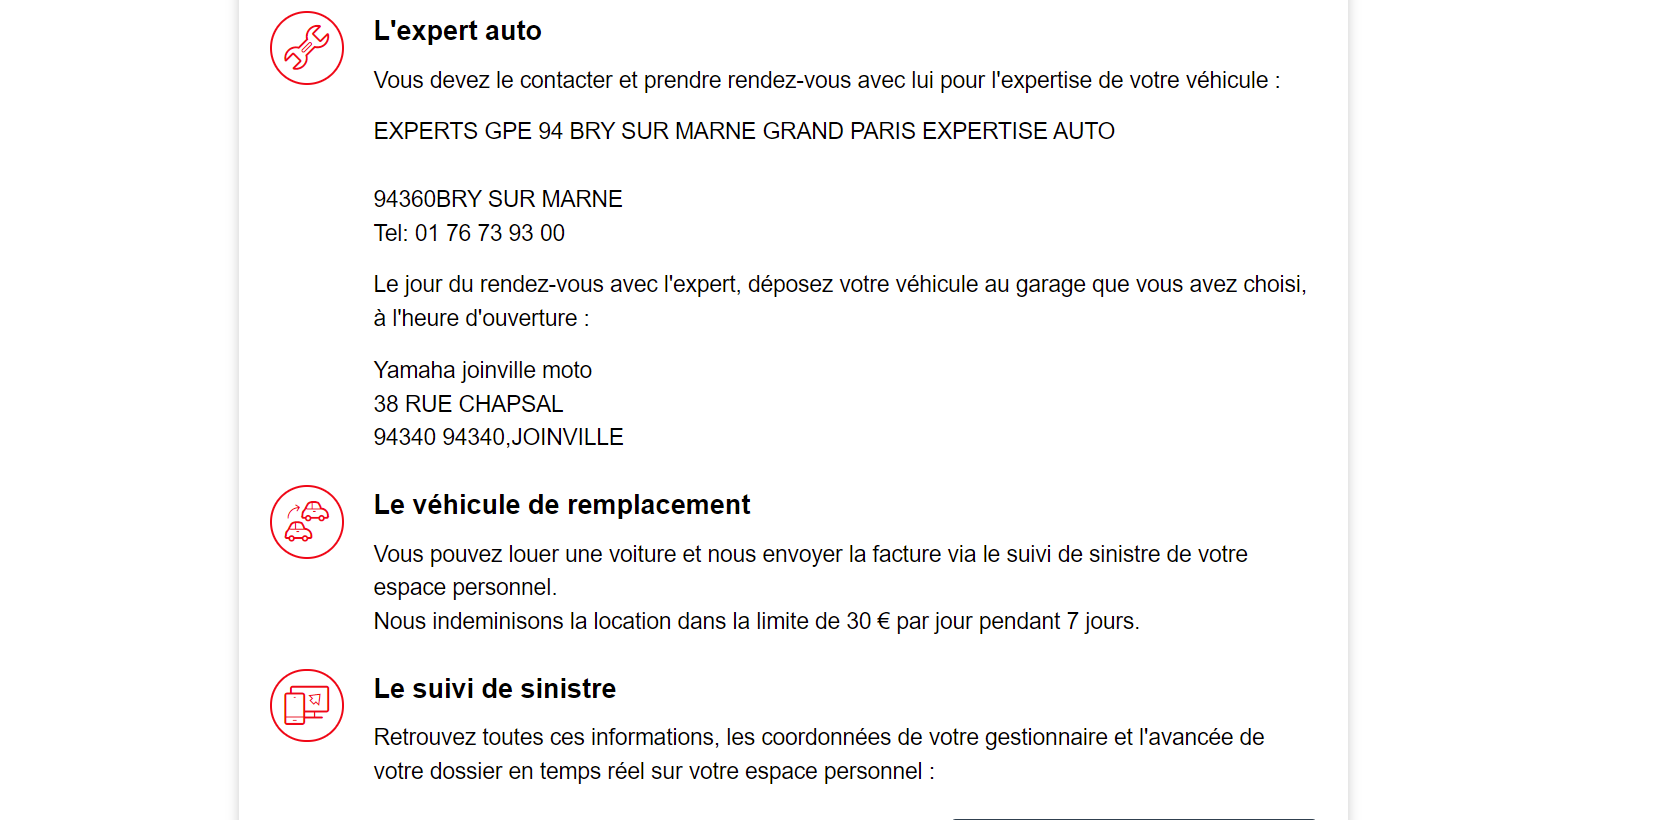 L'expert auto
Vous devez le contacter et prendre rendez-vous avec lui pour l'expertise de votre véhicule :
EXPERTS GPE 94 BRY SUR MARNE GRAND PARIS EXPERTISE AUTO
94360BRY SUR MARNE
Tel: 01 76 73 93 00
Le jour du rendez-vous avec l'expert, déposez votre véhicule au garage que vous avez choisi,
à l'heure d'ouverture :
Yamaha joinville moto
38 RUE CHAPSAL
94340 94340,JOINVILLE
Le véhicule de remplacement
Vous pouvez louer une voiture et nous envoyer la facture via le suivi de sinistre de votre
espace personnel.
Nous indeminisons la location dans la limite de 30 € par jour pendant 7 jours.
Le suivi de sinistre
Retrouvez toutes ces informations, les coordonnées de votre gestionnaire et l'avancée de
votre dossier en temps réel sur votre espace personnel :